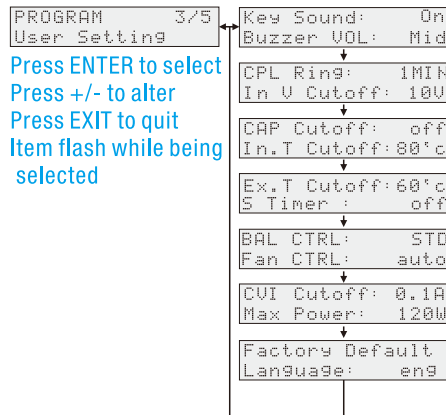 PROGRAM 3/5
User Setting
Press ENTER to select
Press +/- to alter
Press EXIT to quit
Item flash while being
selected
Key Sound: On
Buzzer VOL: Mid
CPL Ring: 1MIN
In V Cutoff: 10V
CAP Cutoff: off
In.T Cutoff:80°c
Ex.T Cutoff:60°c
S Timer : off
BAL CTRL: STD
Fan CTRL: auto
CVI Cutoff: 0.1A
Max Power: 120W
Factory Default
Language: eng